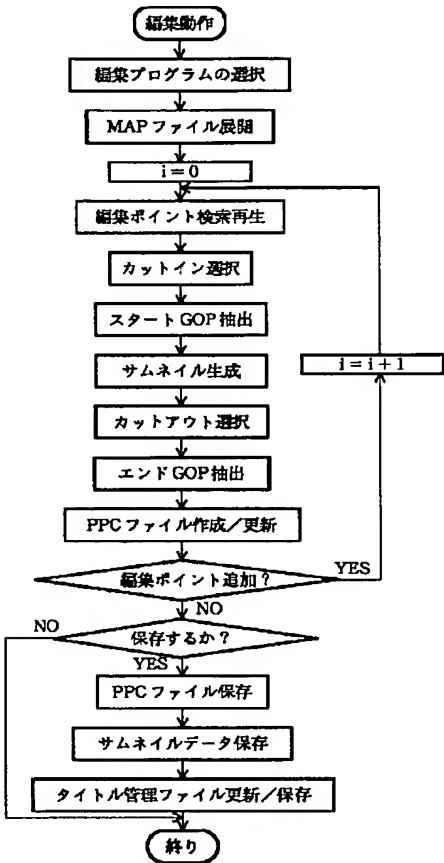 編集動作
編集プログラムの選択
MAPファイル展開
i = 0
編集ポイント検索再生
カットイン選択
スタートGOP抽出
i = i + 1
サムネイル生成
カットアウト選択
エンドGOP抽出
PPCファイル作成／更新
編集ポイント追加？
YES
NO
保存するか？
NO
YES
PPCファイル保存
サムネイルデータ保存
タイトル管理ファイル更新／保存
終り